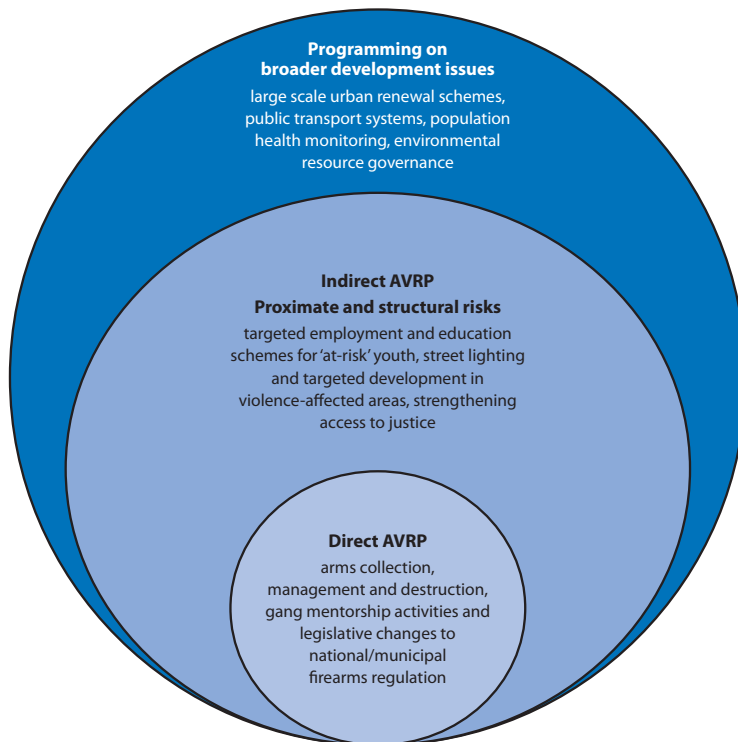 Programming on
broader development issues
large scale urban renewal schemes,
public transport systems, population
health monitoring, environmental
resource governance
Indirect AVRP
Proximate and structural risks
targeted employment and education
schemes for ‘at-risk’ youth, street lighting
and targeted development in
violence-affected areas, strengthening
access to justice
Direct AVRP
arms collection,
management and destruction,
gang mentorship activities and
legislative changes to
national/municipal
firearms regulation